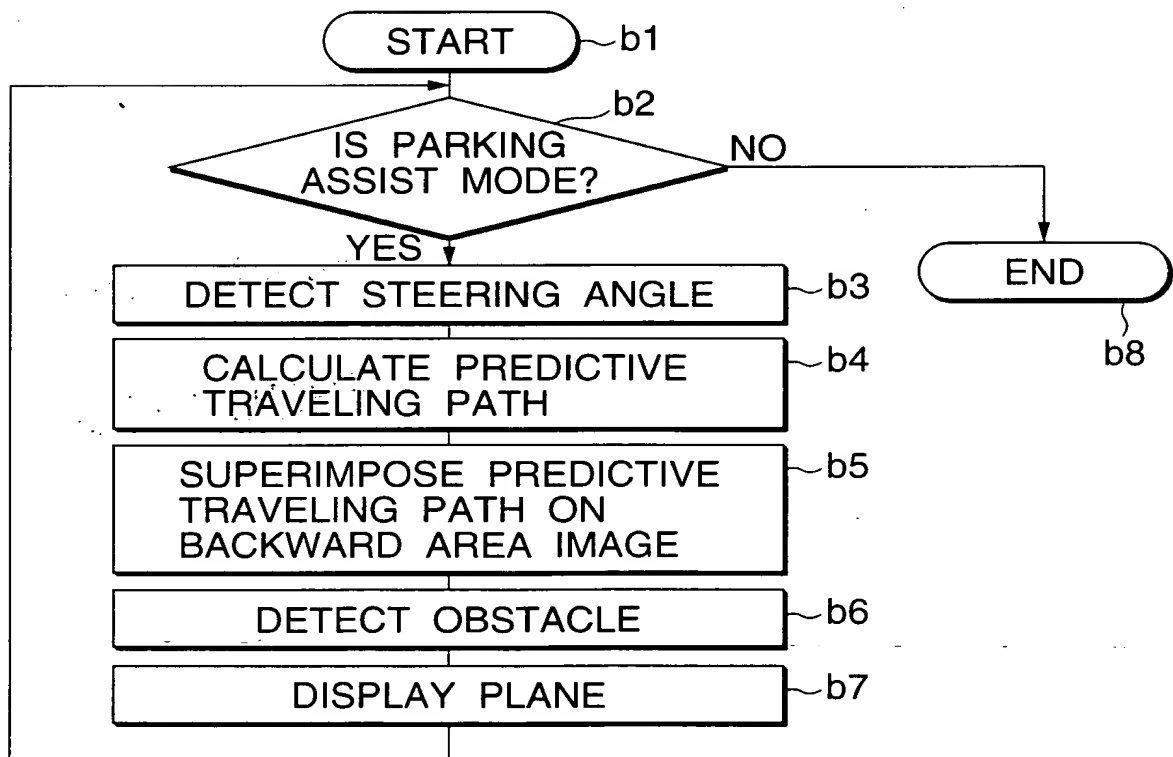 START
b1
b2
IS PARKING
ASSIST MODE?
NO
YES
END
b8
DETECT STEERING ANGLE
b3
CALCULATE PREDICTIVE
TRAVELING PATH
b4
SUPERIMPOSE PREDICTIVE
TRAVELING PATH ON
BACKWARD AREA IMAGE
b5
DETECT OBSTACLE
b6
DISPLAY PLANE
b7